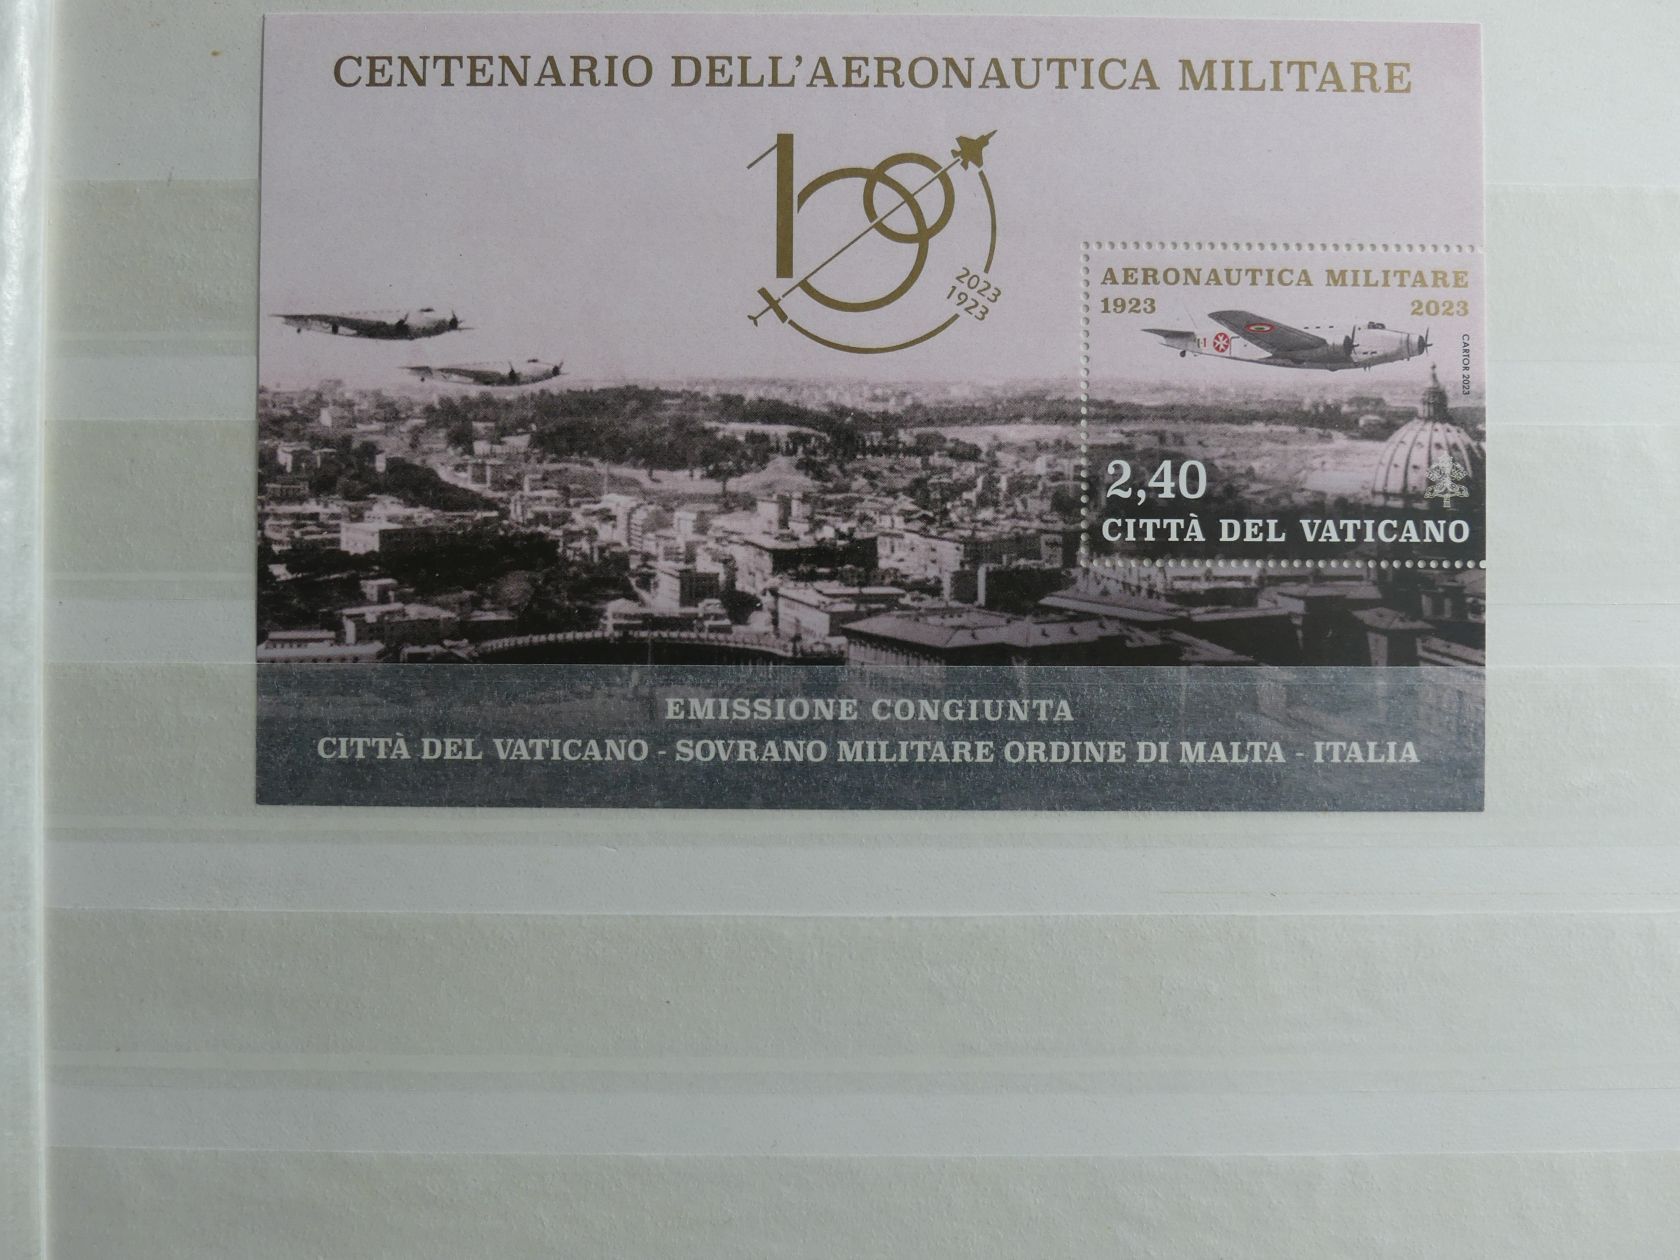 CENTENARIO DELL'AERONAUTICA MILITARE
100
2023
1923
AERONAUTICA MILITARE
1923 2023
CARTOR 2023
2,40
CITTÀ DEL VATICANO
EMISSIONE CONGIUNTA
CITTÀ DEL VATICANO - SOVRANO MILITARE ORDINE DI MALTA - ITALIA